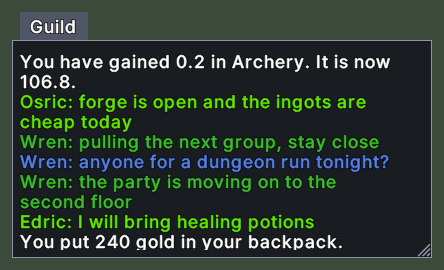 Guild
You have gained 0.2 in Archery. It is now
106.8.
Osric: forge is open and the ingots are
cheap today
Wren: pulling the next group, stay close
Wren: anyone for a dungeon run tonight?
Wren: the party is moving on to the
second floor
Edric: I will bring healing potions
You put 240 gold in your backpack.